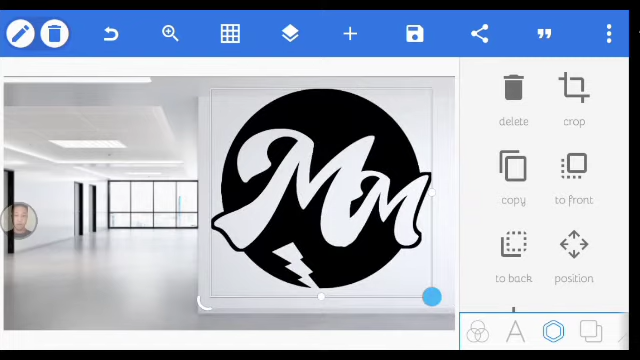 MM
delete
crop
copy
to front
to back
position
A